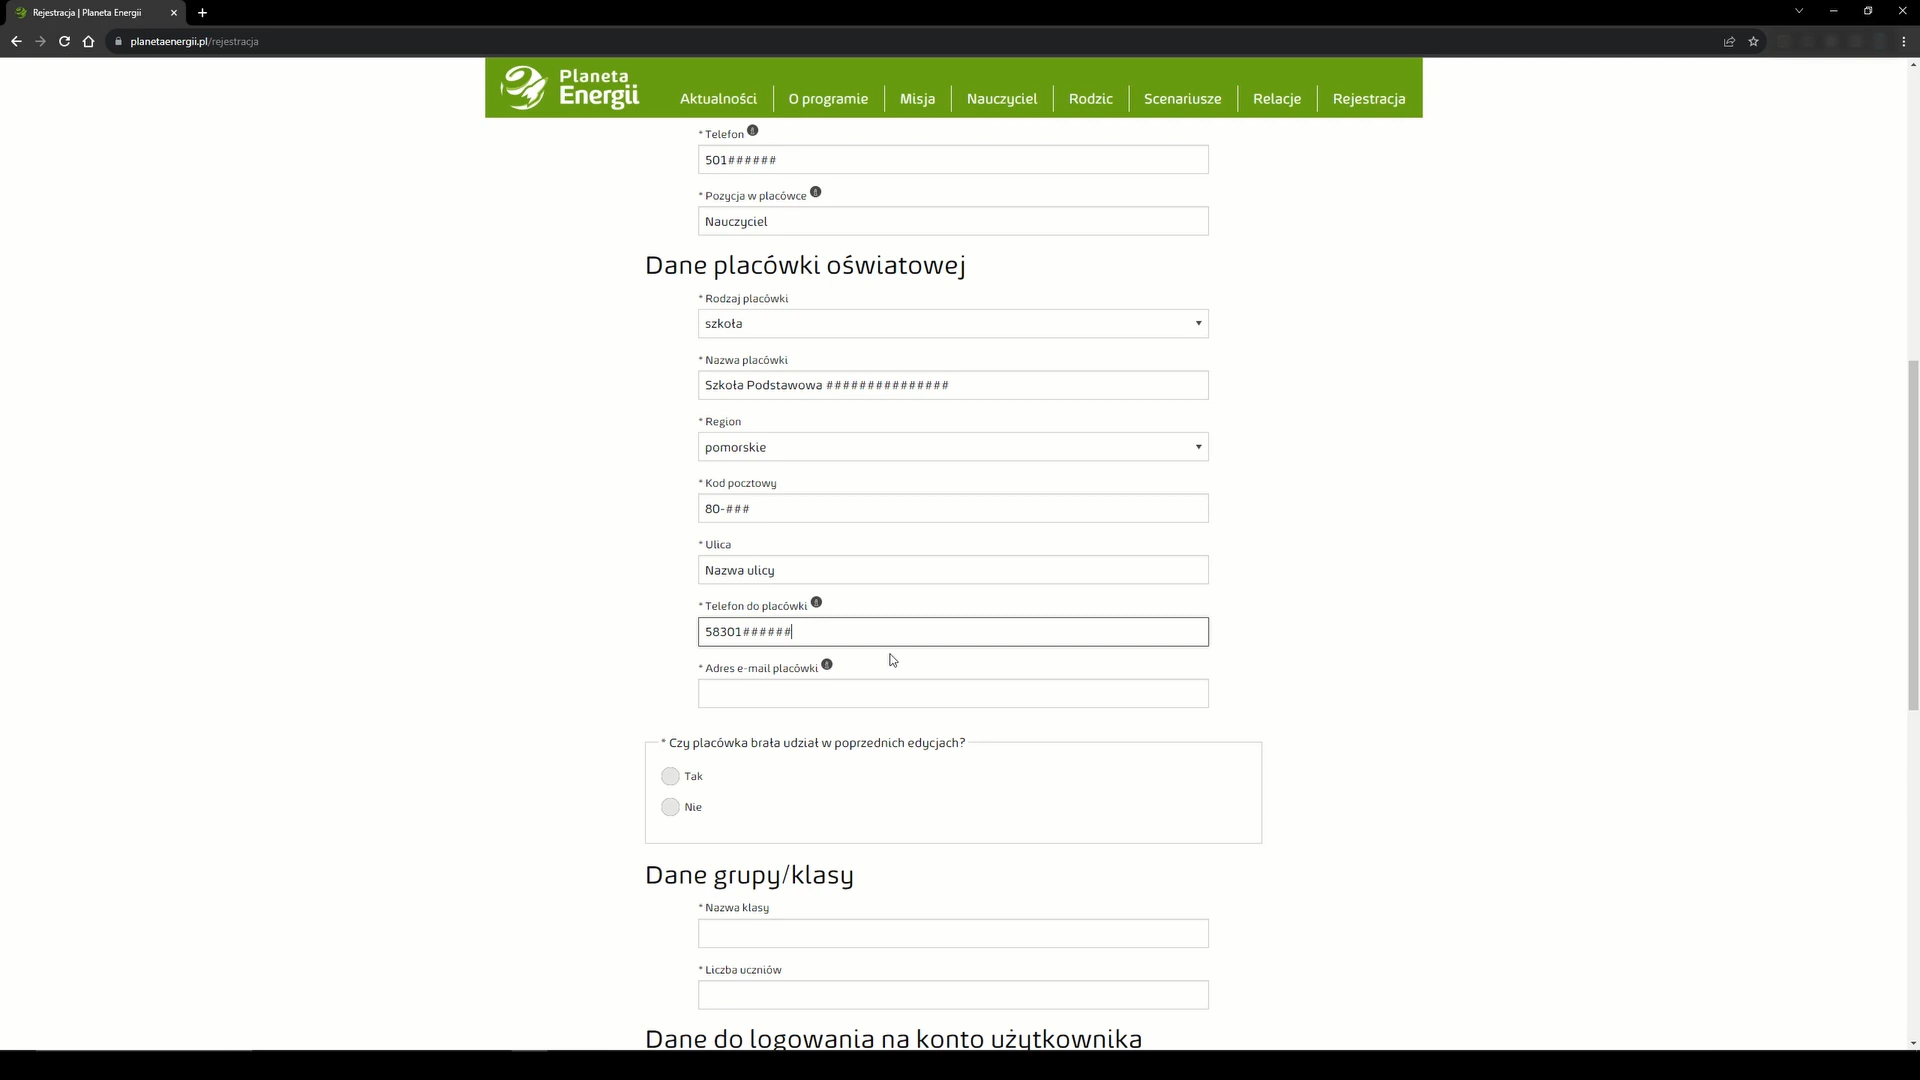 Rejestracja | Planeta Energii
planetaenergii.pl/rejestracja
Planeta
Energii
Aktualności
O programie
Misja
Nauczyciel
Rodzic
Scenariusze
Relacje
Rejestracja
* Telefon
501######
* Pozycja w placówce
Nauczyciel
Dane placówki oświatowej
* Rodzaj placówki
szkoła
* Nazwa placówki
Szkoła Podstawowa ###############
* Region
pomorskie
* Kod pocztowy
80-###
* Ulica
Nazwa ulicy
* Telefon do placówki
58301######
* Adres e-mail placówki
* Czy placówka brała udział w poprzednich edycjach?
Tak
Nie
Dane grupy/klasy
* Nazwa klasy
* Liczba uczniów
Dane do logowania na konto użytkownika